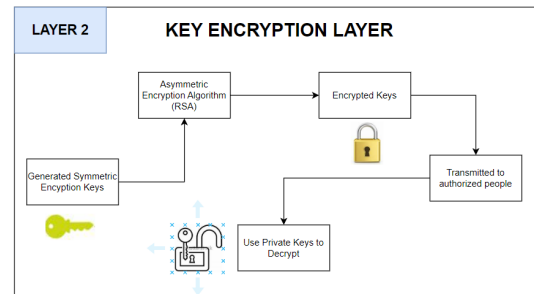 LAYER 2
KEY ENCRYPTION LAYER
Asymmetric
Encryption Algorithm
(RSA)
Encrypted Keys
Generated Symmetric
Encyption Keys
Transmitted to
authorized people
Use Private Keys to
Decrypt